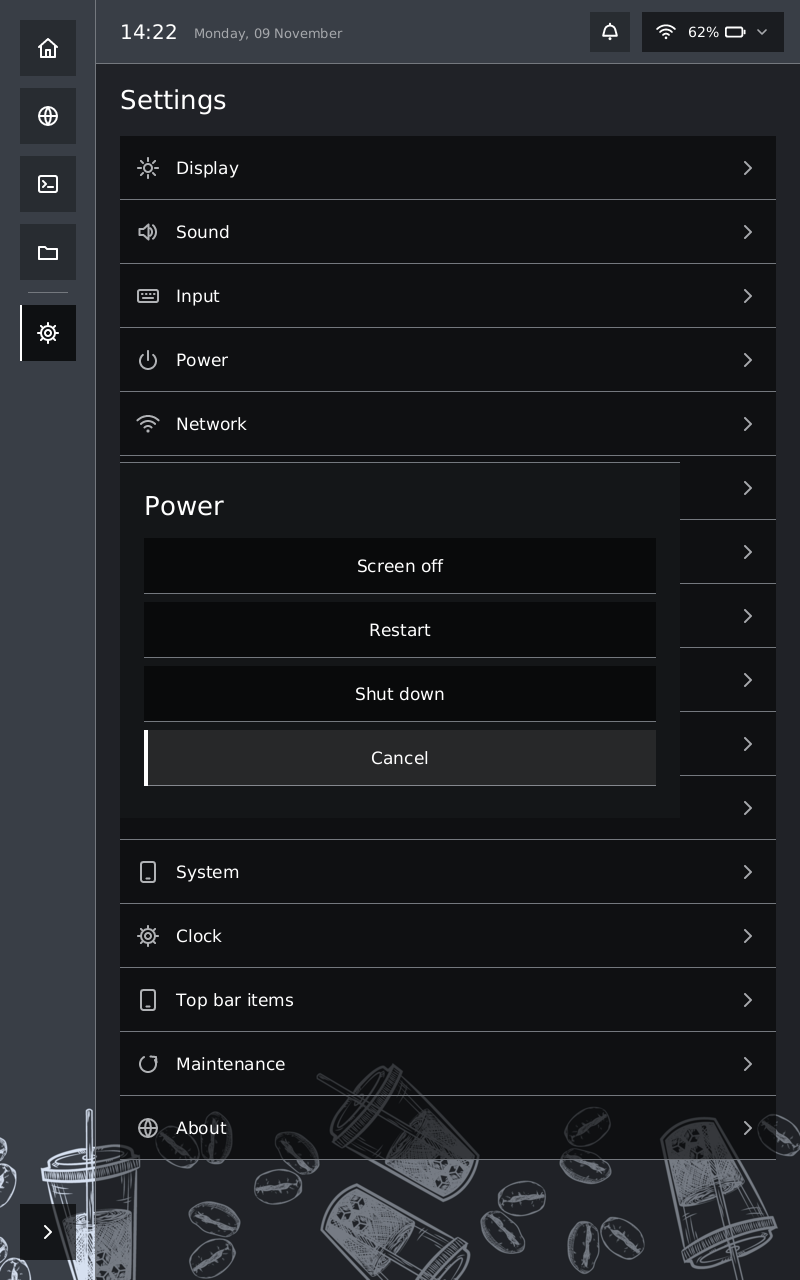 14:22 Monday, 09 November 62%
Settings
Display
Sound
Input
Power
Network
Power
Screen off
Restart
Shut down
Cancel
System
Clock
Top bar items
Maintenance
About